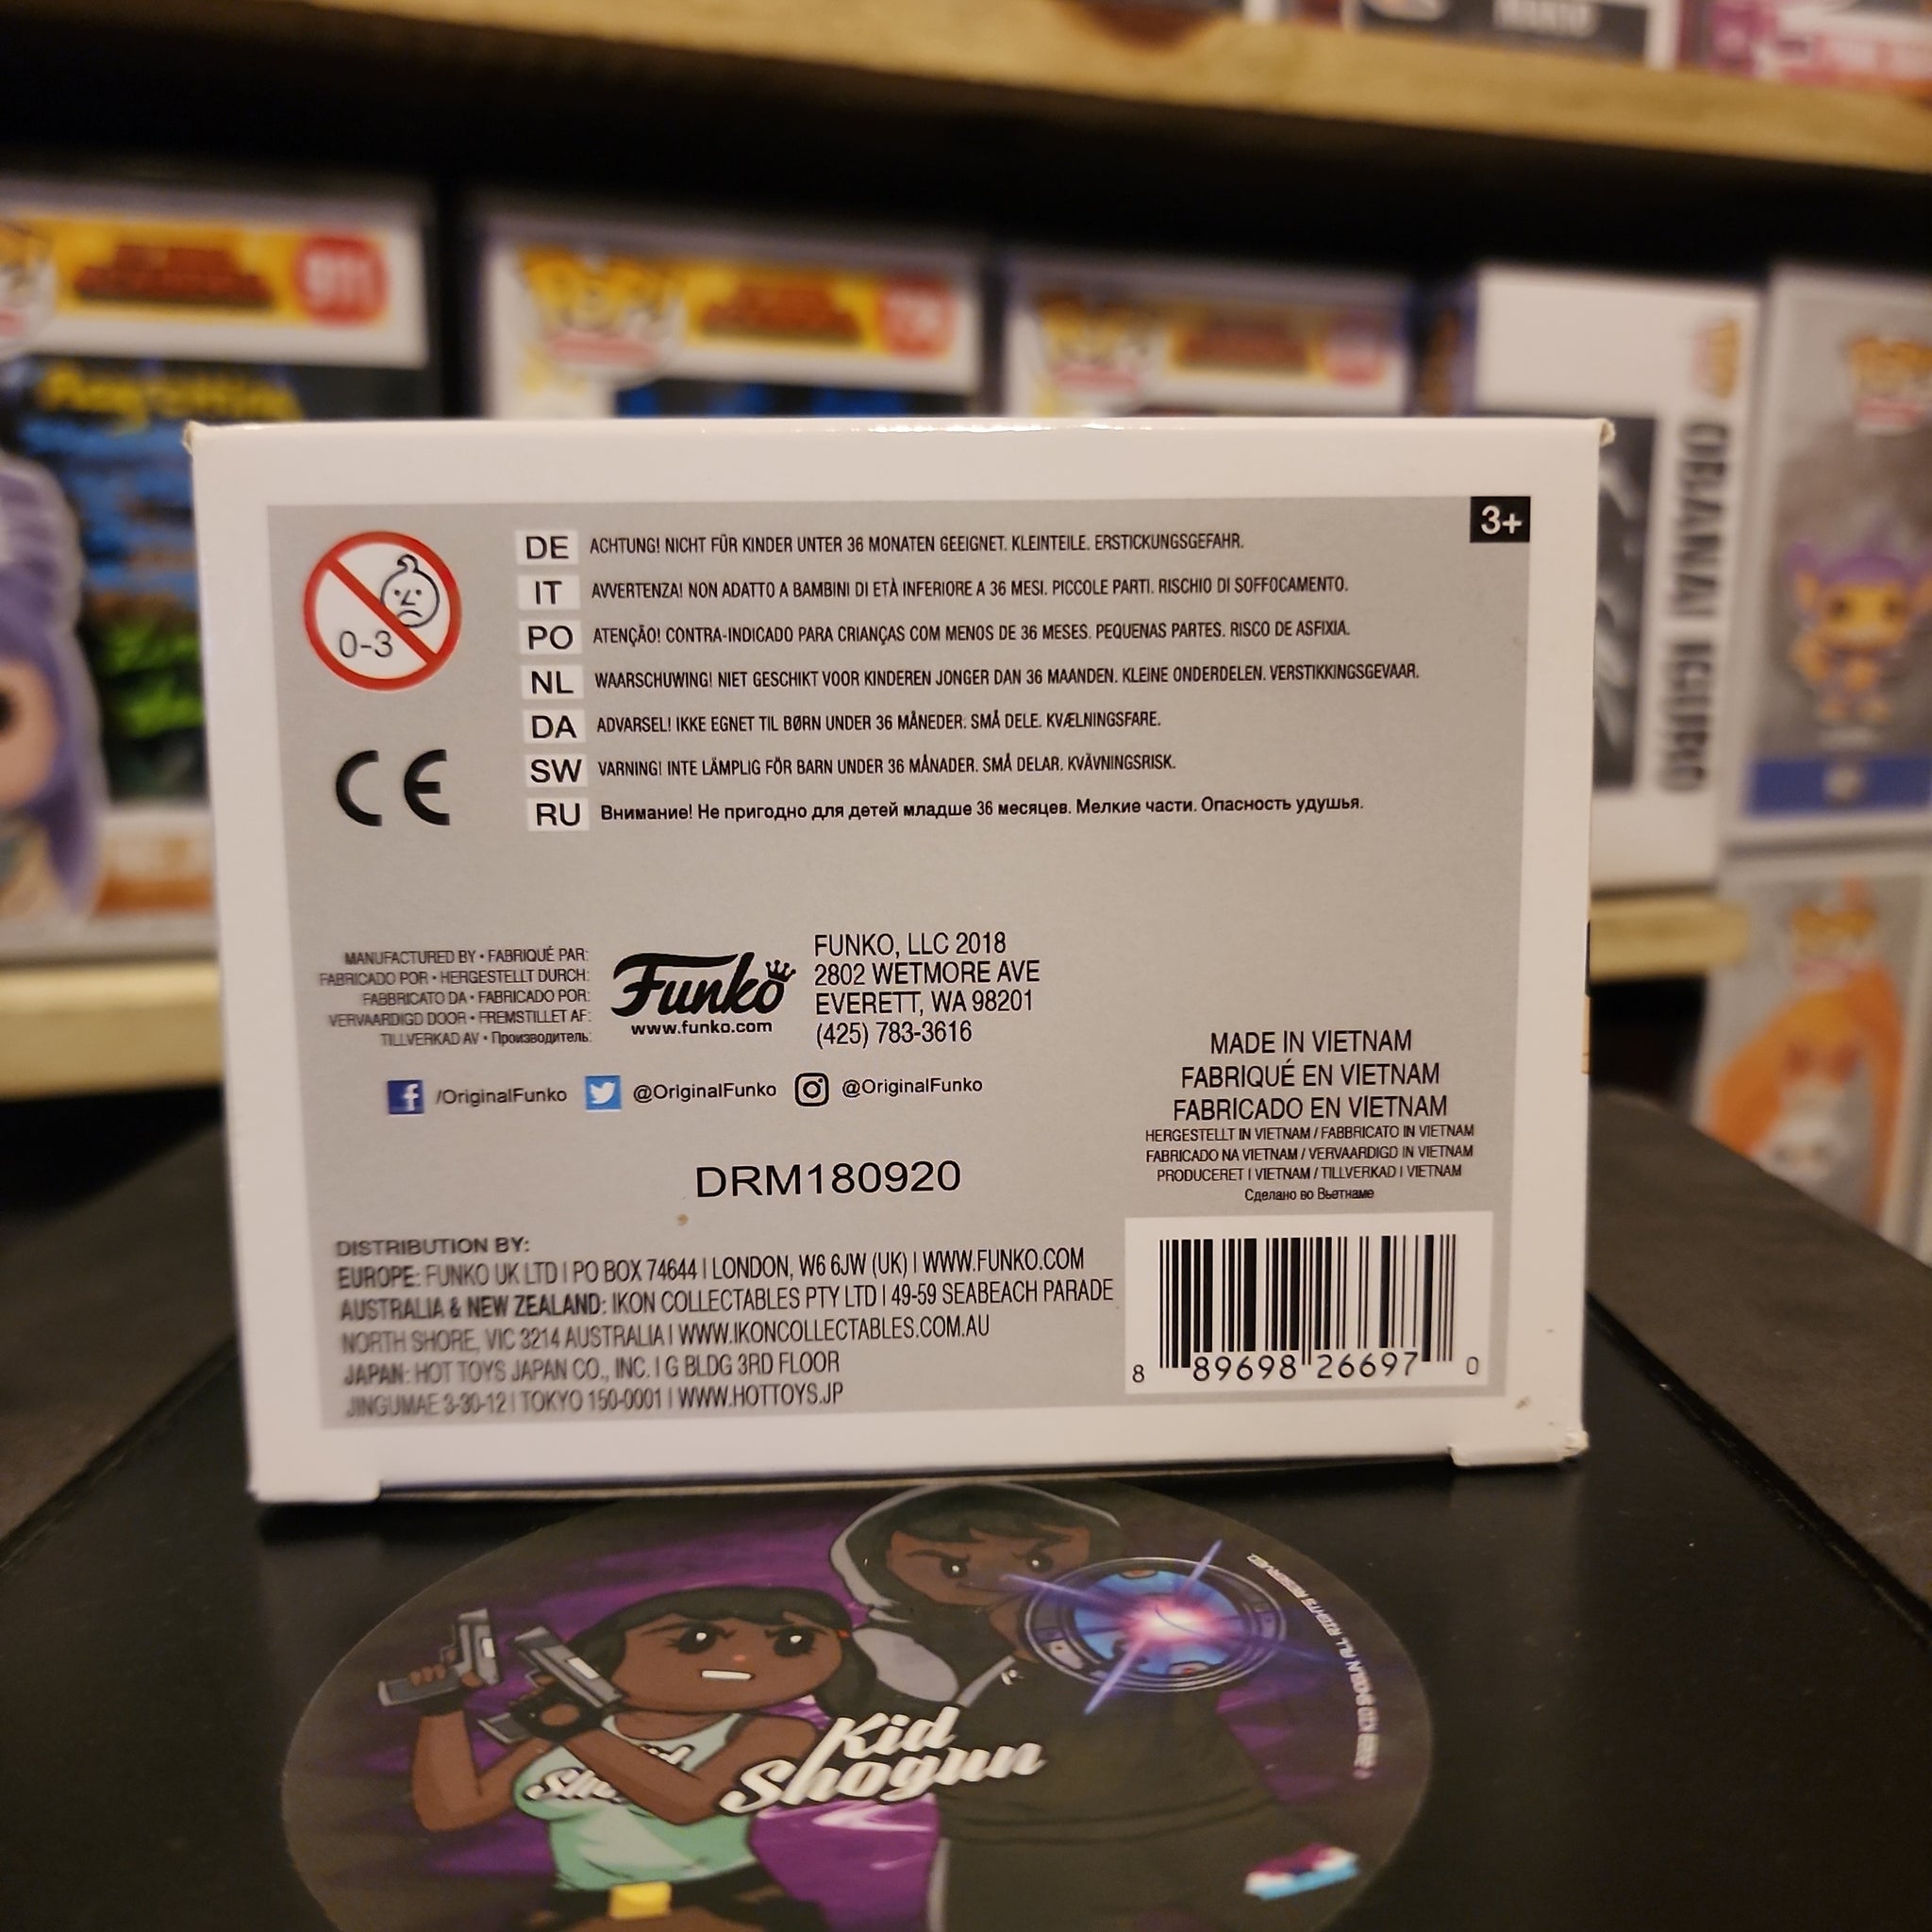 911
OBANAI IGURO
3+
0-3
DE ACHTUNG! NICHT FÜR KINDER UNTER 36 MONATEN GEEIGNET. KLEINTEILE. ERSTICKUNGSGEFAHR.
IT AVVERTENZA! NON ADATTO A BAMBINI DI ETÀ INFERIORE A 36 MESI. PICCOLE PARTI. RISCHIO DI SOFFOCAMENTO.
PO ATENÇÃO! CONTRA-INDICADO PARA CRIANÇAS COM MENOS DE 36 MESES. PEQUENAS PARTES. RISCO DE ASFIXIA.
NL WAARSCHUWING! NIET GESCHIKT VOOR KINDEREN JONGER DAN 36 MAANDEN. KLEINE ONDERDELEN. VERSTIKKINGSGEVAAR.
DA ADVARSEL! IKKE EGNET TIL BØRN UNDER 36 MÅNEDER. SMÅ DELE. KVÆLNINGSFARE.
SW VARNING! INTE LÄMPLIG FÖR BARN UNDER 36 MÅNADER. SMÅ DELAR. KVÄVNINGSRISK.
RU Внимание! Не пригодно для детей младше 36 месяцев. Мелкие части. Опасность удушья.
CE
MANUFACTURED BY • FABRIQUÉ PAR:
FABRICADO POR • HERGESTELLT DURCH:
FABBRICATO DA • FABRICADO POR:
VERVAARDIGD DOOR • FREMSTILLET AF:
TILLVERKAD AV • Производитель:
Funko
www.funko.com
FUNKO, LLC 2018
2802 WETMORE AVE
EVERETT, WA 98201
(425) 783-3616
/OriginalFunko @OriginalFunko @OriginalFunko
DRM180920
MADE IN VIETNAM
FABRIQUÉ EN VIETNAM
FABRICADO EN VIETNAM
HERGESTELLT IN VIETNAM / FABBRICATO IN VIETNAM
FABRICADO NA VIETNAM / VERVAARDIGD IN VIETNAM
PRODUCERET I VIETNAM / TILLVERKAD I VIETNAM
Сделано во Вьетнаме
DISTRIBUTION BY:
EUROPE: FUNKO UK LTD | PO BOX 74644 | LONDON, W6 6JW (UK) | WWW.FUNKO.COM
AUSTRALIA & NEW ZEALAND: IKON COLLECTABLES PTY LTD | 49-59 SEABEACH PARADE
NORTH SHORE, VIC 3214 AUSTRALIA | WWW.IKONCOLLECTABLES.COM.AU
JAPAN: HOT TOYS JAPAN CO., INC. | G BLDG 3RD FLOOR
JINGUMAE 3-30-12 | TOKYO 150-0001 | WWW.HOTTOYS.JP
8 89698 26697 0
Kid
Shogun